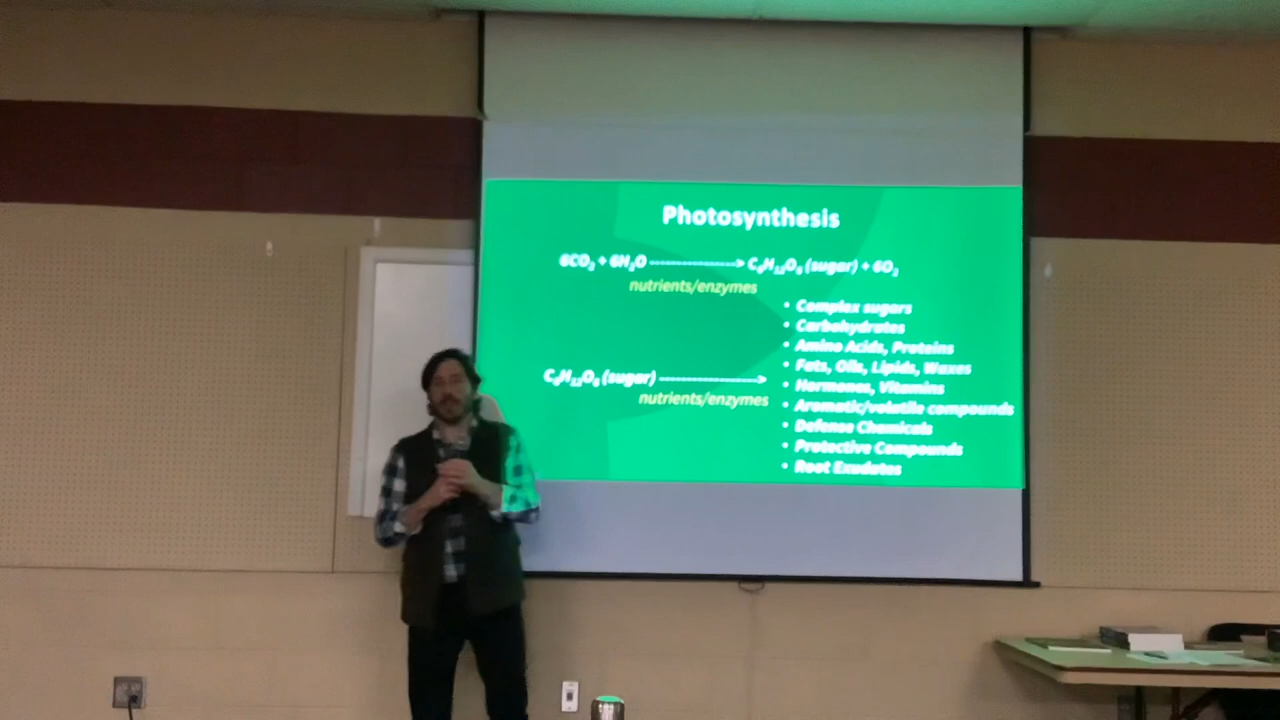 Photosynthesis
6CO₂ + 6H₂O ---------------> C₆H₁₂O₆ (sugar) + 6O₂
nutrients/enzymes
• Complex sugars
• Carbohydrates
• Amino Acids, Proteins
• Fats, Oils, Lipids, Waxes
C₆H₁₂O₆ (sugar) ------------------>
• Hormones, Vitamins
nutrients/enzymes
• Aromatic/volatile compounds
• Defense Chemicals
• Protective Compounds
• Root Exudates